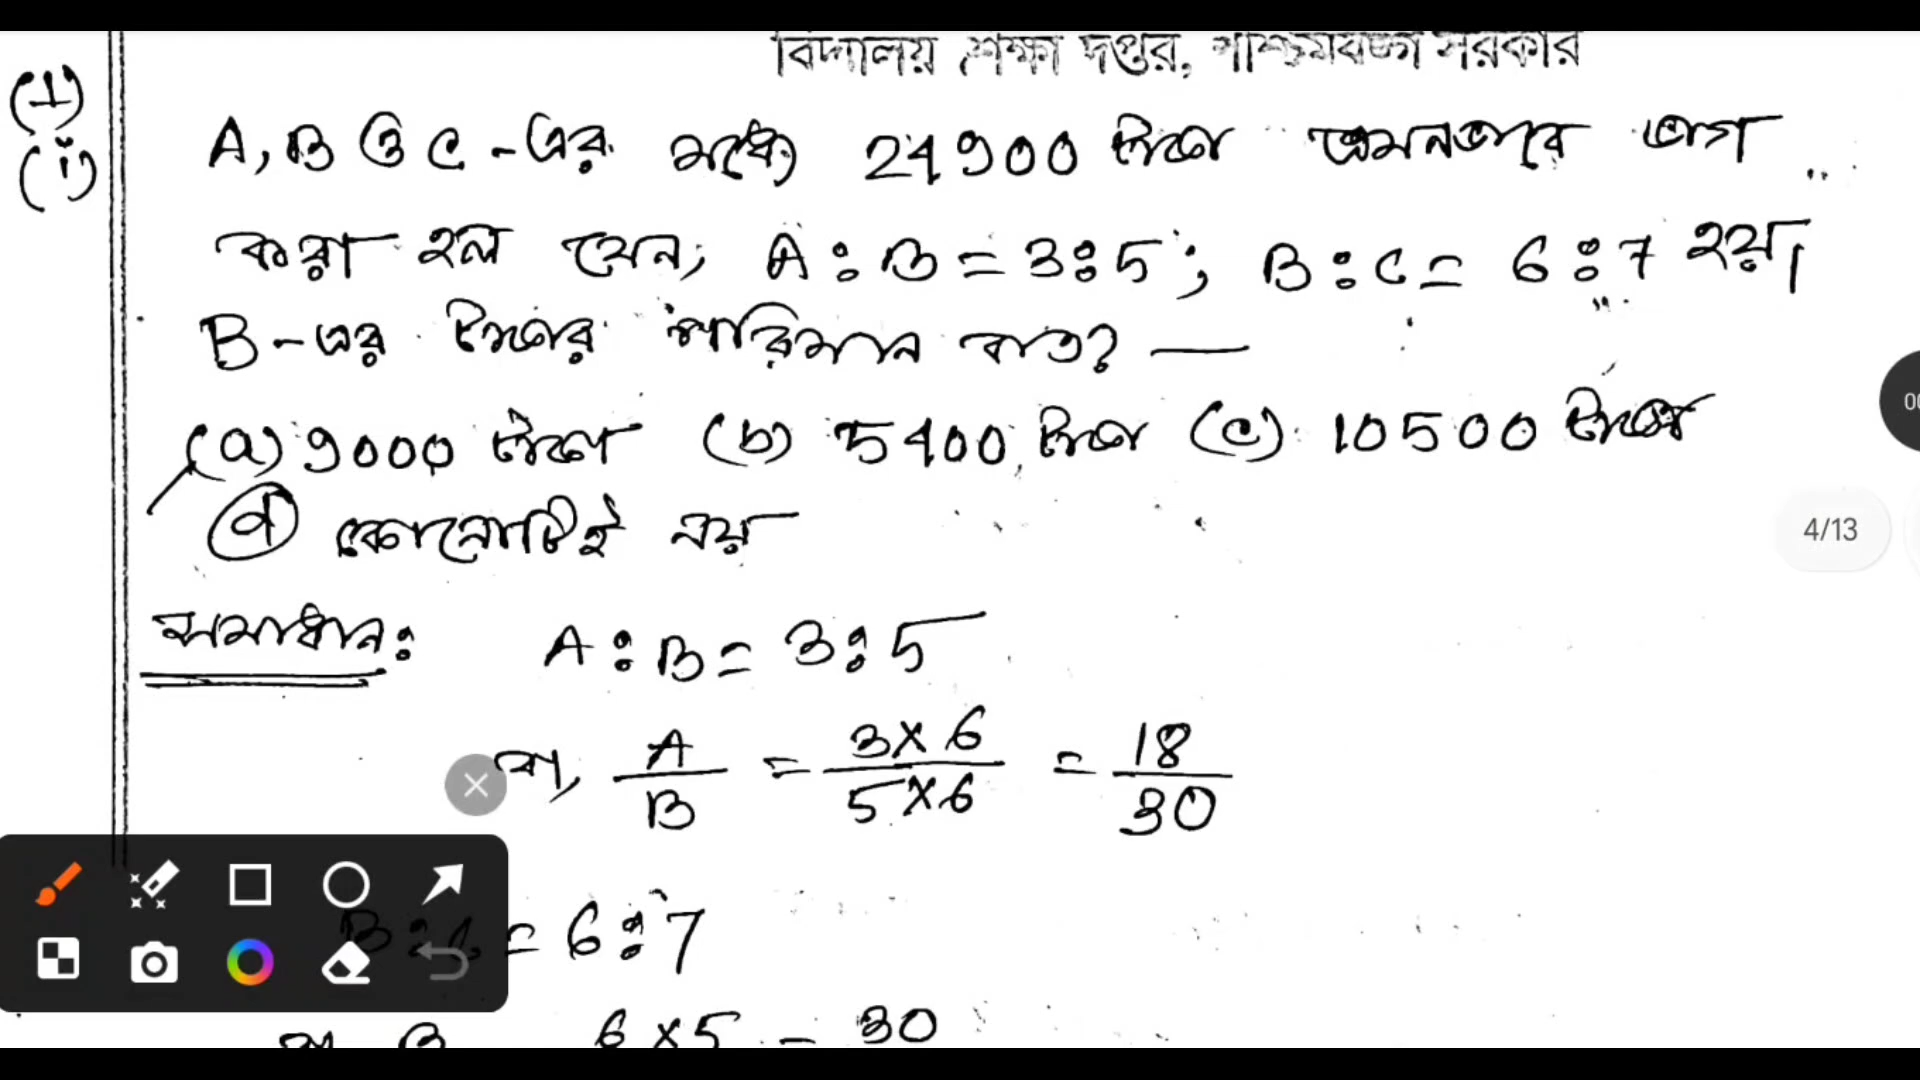 বিদ্যালয় শিক্ষা দপ্তর, পশ্চিমবঙ্গ সরকার
(1)
(i)
A, B ও C-এর মধ্যে 24900 টাকা এমনভাবে ভাগ
করা হল যেন, A : B = 3 : 5 ; B : C = 6 : 7 হয়।
B-এর টাকার পরিমান কত? —
(a) 9000 টাকা (b) 5400 টাকা (c) 10500 টাকা
(d) কোনোটিই নয়
সমাধান: A : B = 3 : 5
বা, A/B = 3×6/5×6 = 18/30
B : C = 6 : 7
6×5 = 30
4/13